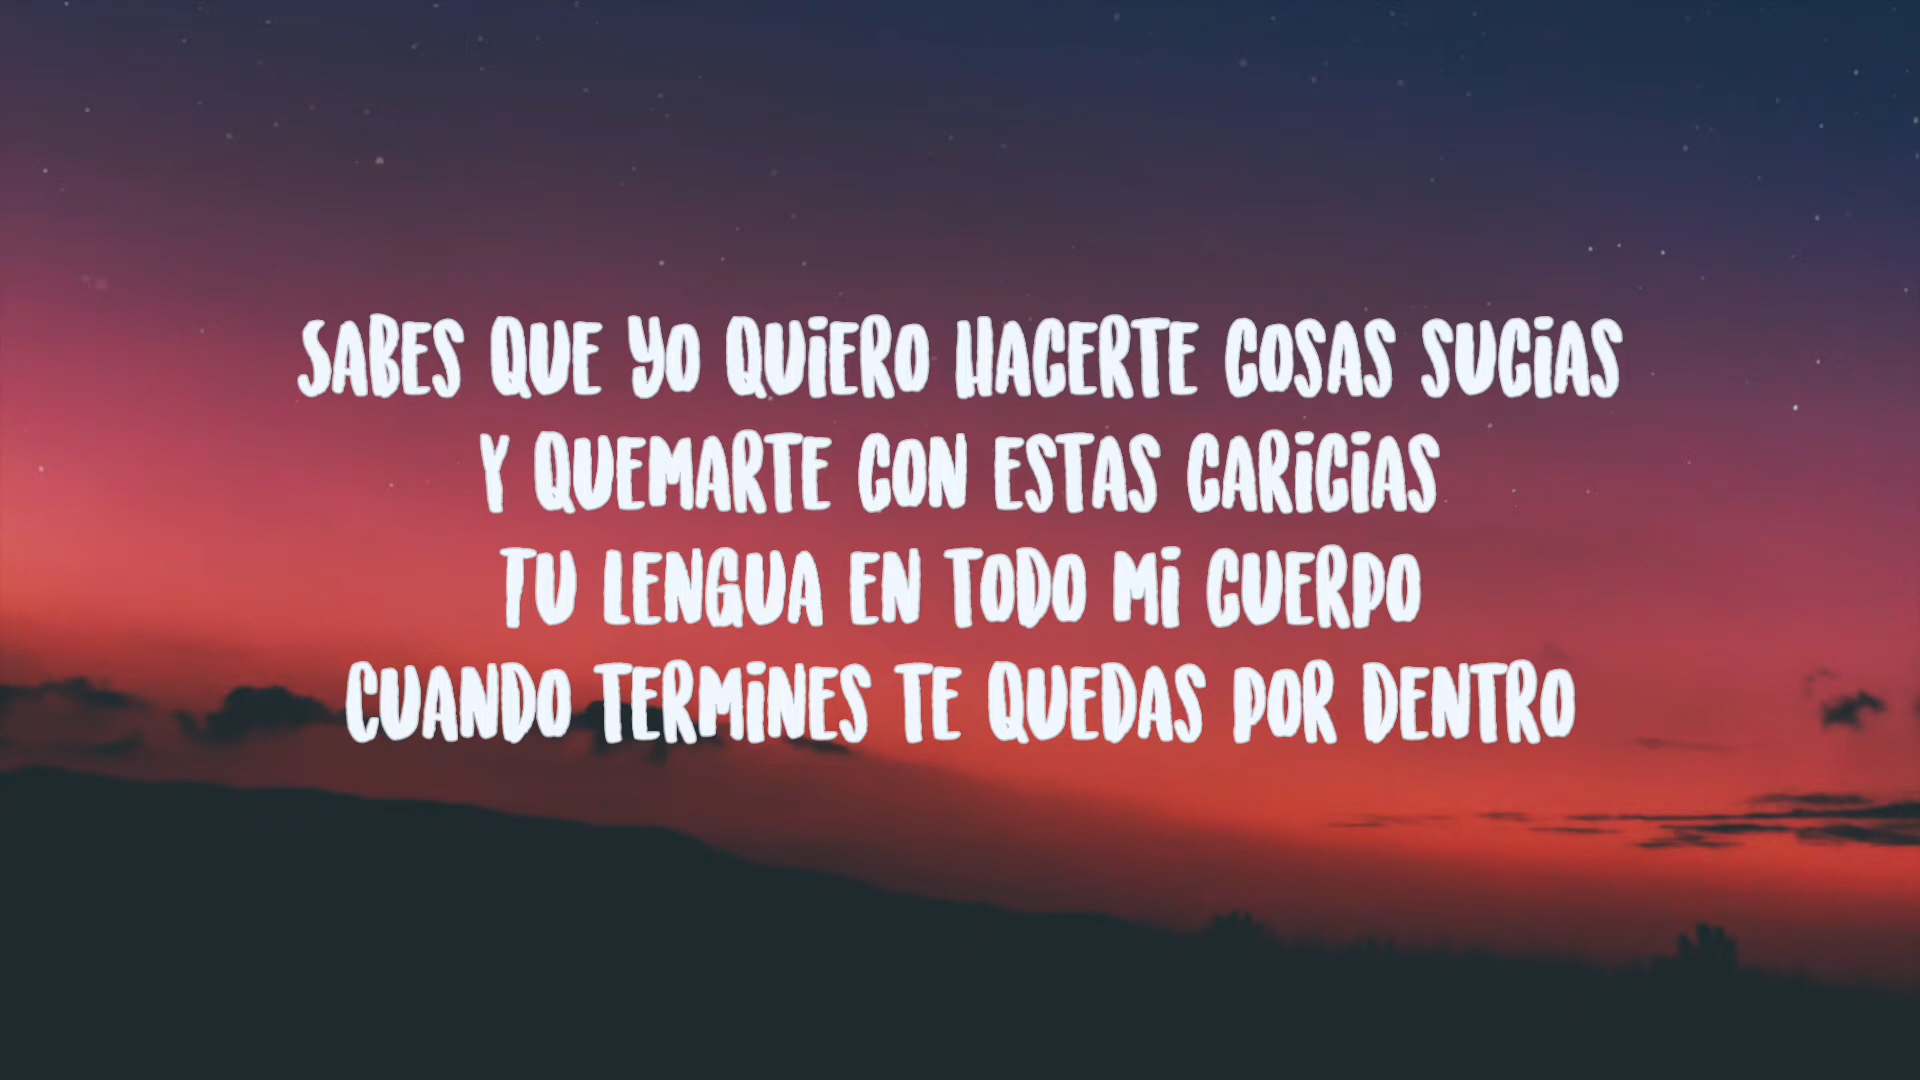 SABES QUE YO QUIERO HACERTE COSAS SUCIAS
Y QUEMARTE CON ESTAS CARICIAS
TU LENGUA EN TODO MI CUERPO
CUANDO TERMINES TE QUEDAS POR DENTRO